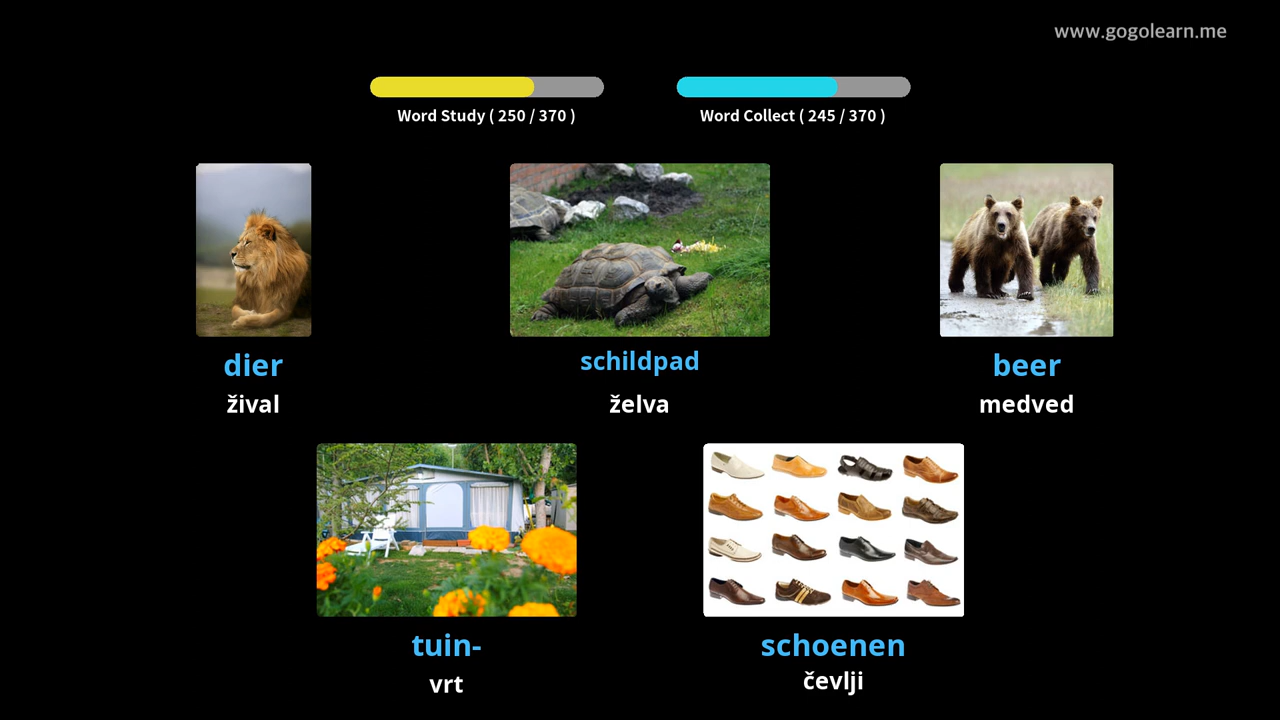 www.gogolearn.me
Word Study ( 250 / 370 )
Word Collect ( 245 / 370 )
dier
schildpad
beer
žival
želva
medved
tuin-
schoenen
vrt
čevlji